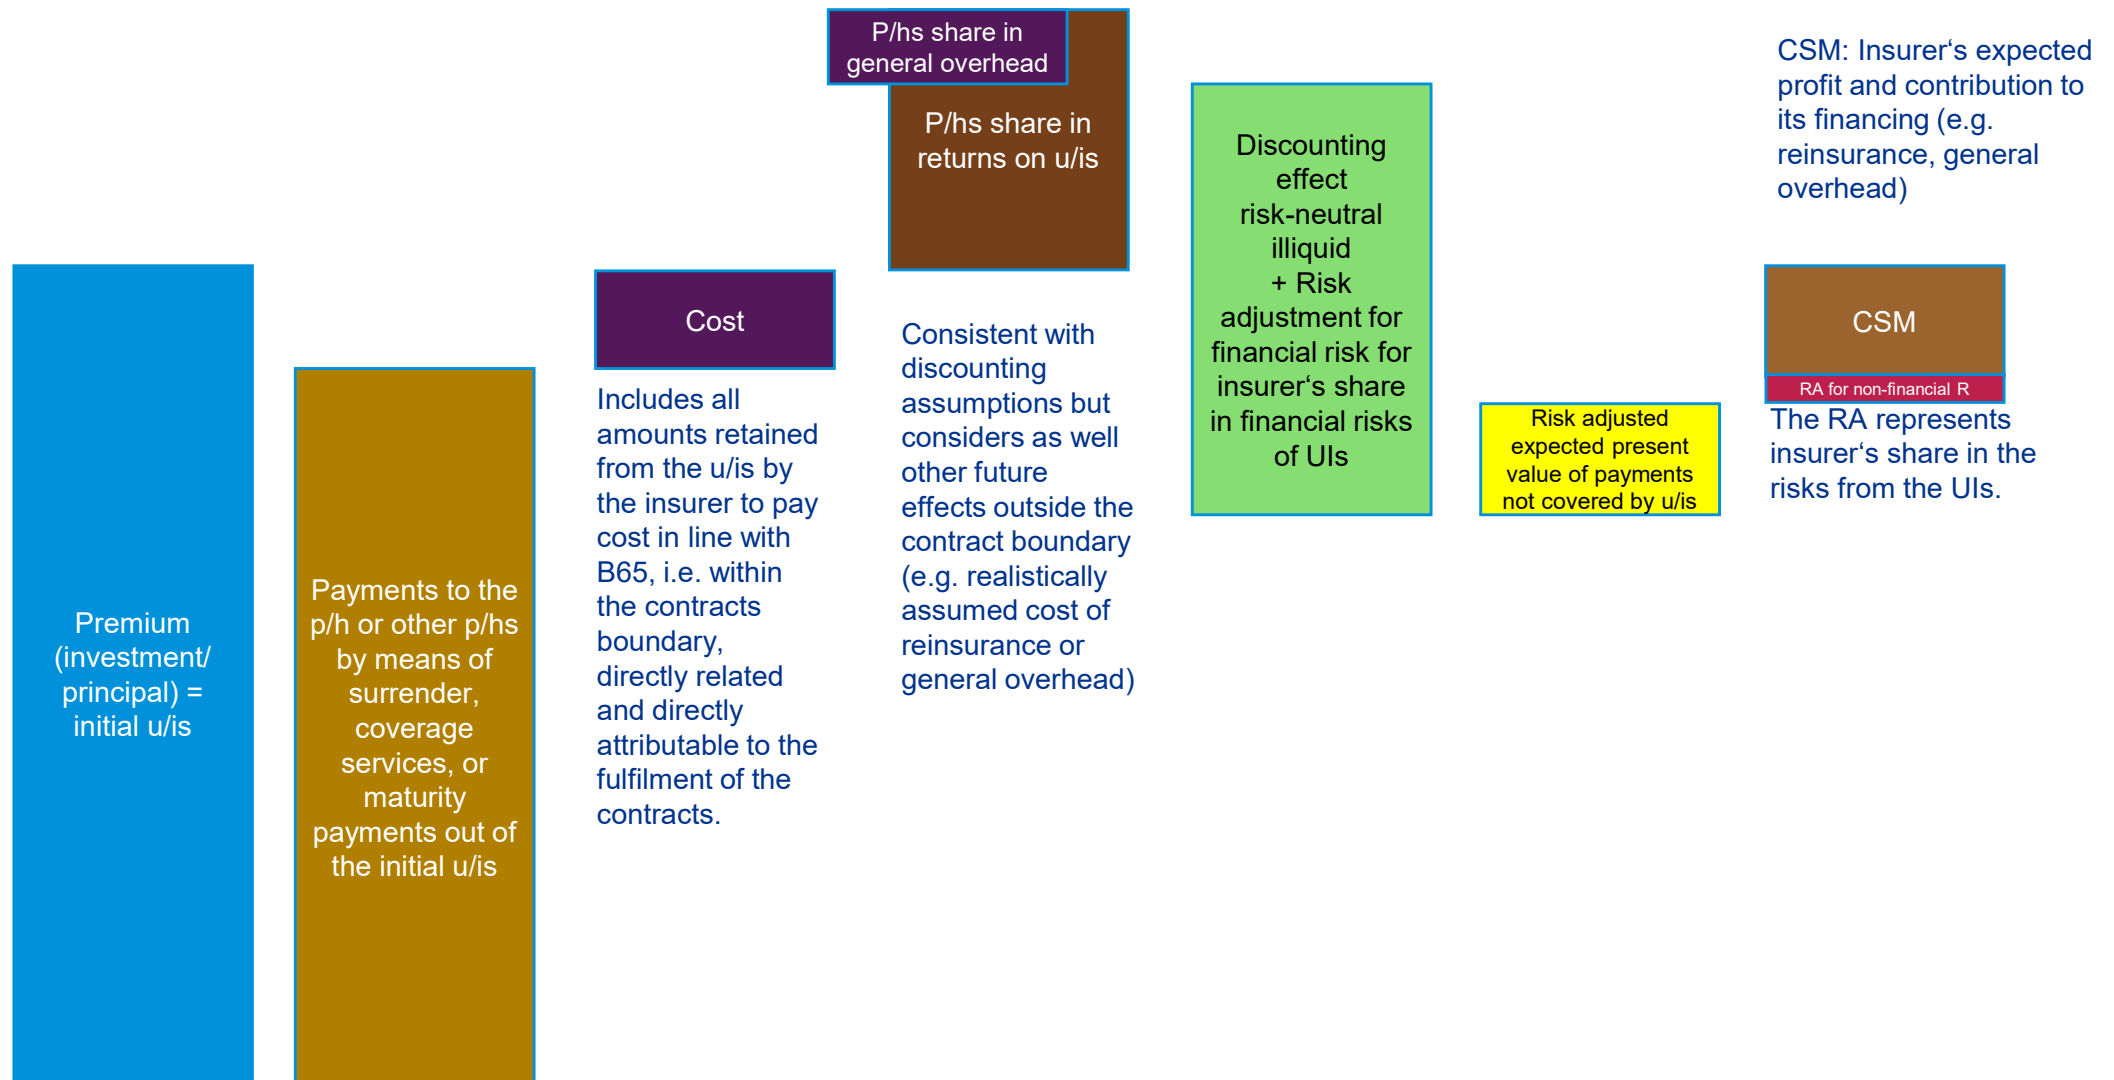 Premium
(investment/
principal) =
initial u/is
Payments to the
p/h or other p/hs
by means of
surrender,
coverage
services, or
maturity
payments out of
the initial u/is
Cost
Includes all
amounts retained
from the u/is by
the insurer to pay
cost in line with
B65, i.e. within
the contracts
boundary,
directly related
and directly
attributable to the
fulfilment of the
contracts.
P/hs share in
general overhead
P/hs share in
returns on u/is
Consistent with
discounting
assumptions but
considers as well
other future
effects outside the
contract boundary
(e.g. realistically
assumed cost of
reinsurance or
general overhead)
Discounting
effect
risk-neutral
illiquid
+ Risk
adjustment for
financial risk for
insurer‘s share
in financial risks
of UIs
Risk adjusted
expected present
value of payments
not covered by u/is
CSM: Insurer‘s expected
profit and contribution to
its financing (e.g.
reinsurance, general
overhead)
CSM
RA for non-financial R
The RA represents
insurer‘s share in the
risks from the UIs.